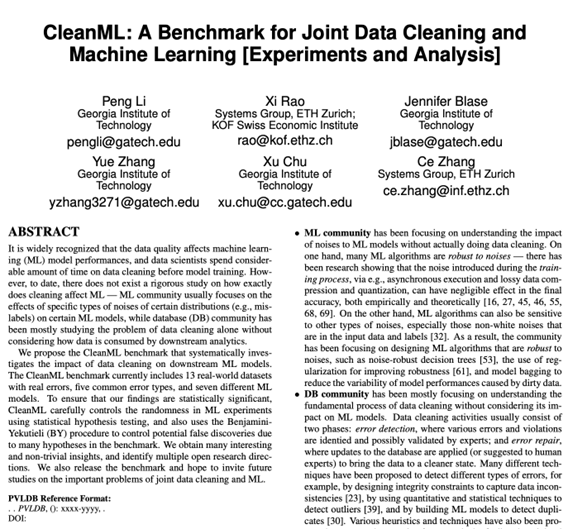 CleanML: A Benchmark for Joint Data Cleaning and
Machine Learning [Experiments and Analysis]
Peng Li
Georgia Institute of
Technology
pengli@gatech.edu
Xi Rao
Systems Group, ETH Zurich;
KOF Swiss Economic Institute
rao@kof.ethz.ch
Jennifer Blase
Georgia Institute of
Technology
jblase@gatech.edu
Yue Zhang
Georgia Institute of
Technology
yzhang3271@gatech.edu
Xu Chu
Georgia Institute of
Technology
xu.chu@cc.gatech.edu
Ce Zhang
Systems Group, ETH Zurich
ce.zhang@inf.ethz.ch
ABSTRACT
It is widely recognized that the data quality affects machine learn-
ing (ML) model performances, and data scientists spend consider-
able amount of time on data cleaning before model training. How-
ever, to date, there does not exist a rigorous study on how exactly
does cleaning affect ML — ML community usually focuses on the
effects of specific types of noises of certain distributions (e.g., mis-
labels) on certain ML models, while database (DB) community has
been mostly studying the problem of data cleaning alone without
considering how data is consumed by downstream analytics.
We propose the CleanML benchmark that systematically inves-
tigates the impact of data cleaning on downstream ML models.
The CleanML benchmark currently includes 13 real-world datasets
with real errors, five common error types, and seven different ML
models. To ensure that our findings are statistically significant,
CleanML carefully controls the randomness in ML experiments
using statistical hypothesis testing, and also uses the Benjamini-
Yekutieli (BY) procedure to control potential false discoveries due
to many hypotheses in the benchmark. We obtain many interesting
and non-trivial insights, and identify multiple open research direc-
tions. We also release the benchmark and hope to invite future
studies on the important problems of joint data cleaning and ML.
PVLDB Reference Format:
. . PVLDB, (): xxxx-yyyy, .
DOI:
• ML community has been focusing on understanding the impact
of noises to ML models without actually doing data cleaning. On
one hand, many ML algorithms are robust to noises — there has
been research showing that the noise induced during the train-
ing process, via e.g., asynchronous execution and lossy data com-
pression and quantization, can have negligible effect in the final
accuracy, both empirically and theoretically [16, 27, 45, 46, 55,
68, 69]. On the other hand, ML algorithms can also be sensitive
to other types of noises, especially those non-white noises that
are in the input data and labels [32]. As a result, the community
has been focusing on designing ML algorithms that are robust to
noises, such as noise-robust decision trees [53], the use of reg-
ularization for improving robustness [61], and model bagging to
reduce the variability of model performances caused by dirty data.
• DB community has been mostly focusing on understanding the
fundamental process of data cleaning without considering its im-
pact on ML models. Data cleaning activities usually consist of
two phases: error detection, where various errors and violations
are identied and possibly validated by experts; and error repair,
where updates to the database are applied (or suggested to human
experts) to bring the data to a cleaner state. Many different tech-
niques have been proposed to detect different types of errors, for
example, by designing integrity constraints to capture data incon-
sistencies [23], by using quantitative and statistical techniques to
detect outliers [39], and by building ML models to detect dupli-
cates [30]. Various heuristics and techniques have also been pro-